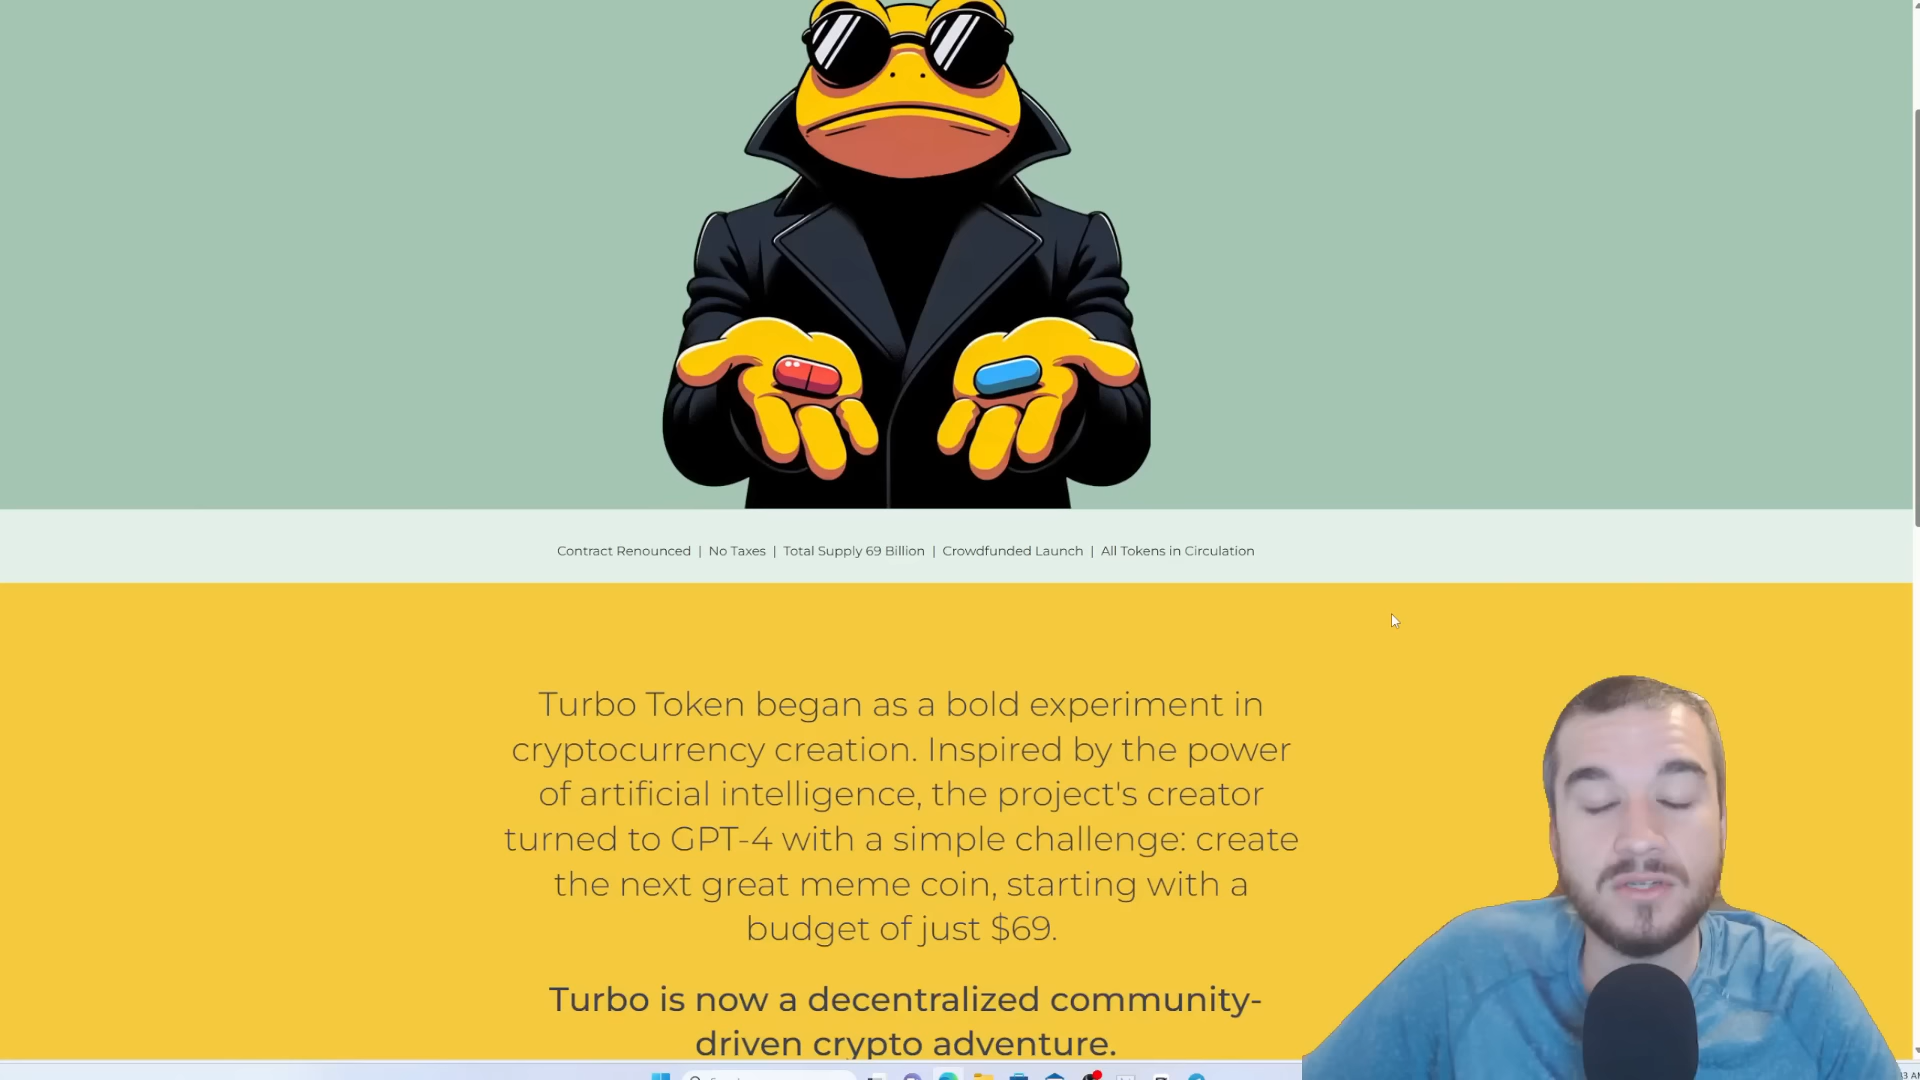 Contract Renounced | No Taxes | Total Supply 69 Billion | Crowdfunded Launch | All Tokens in Circulation
Turbo Token began as a bold experiment in
cryptocurrency creation. Inspired by the power
of artificial intelligence, the project's creator
turned to GPT-4 with a simple challenge: create
the next great meme coin, starting with a
budget of just $69.
Turbo is now a decentralized community-
driven crypto adventure.